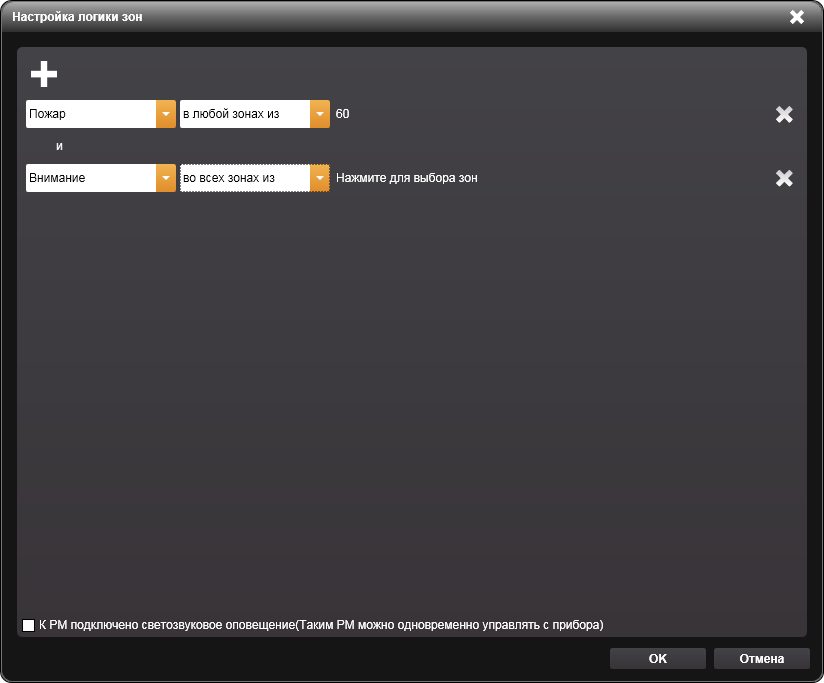 Настройка логики зон
Пожар в любой зонах из 60
и
Внимание во всех зонах из Нажмите для выбора зон
К РМ подключено светозвуковое оповещение(Таким РМ можно одновременно управлять с прибора)
OK Отмена